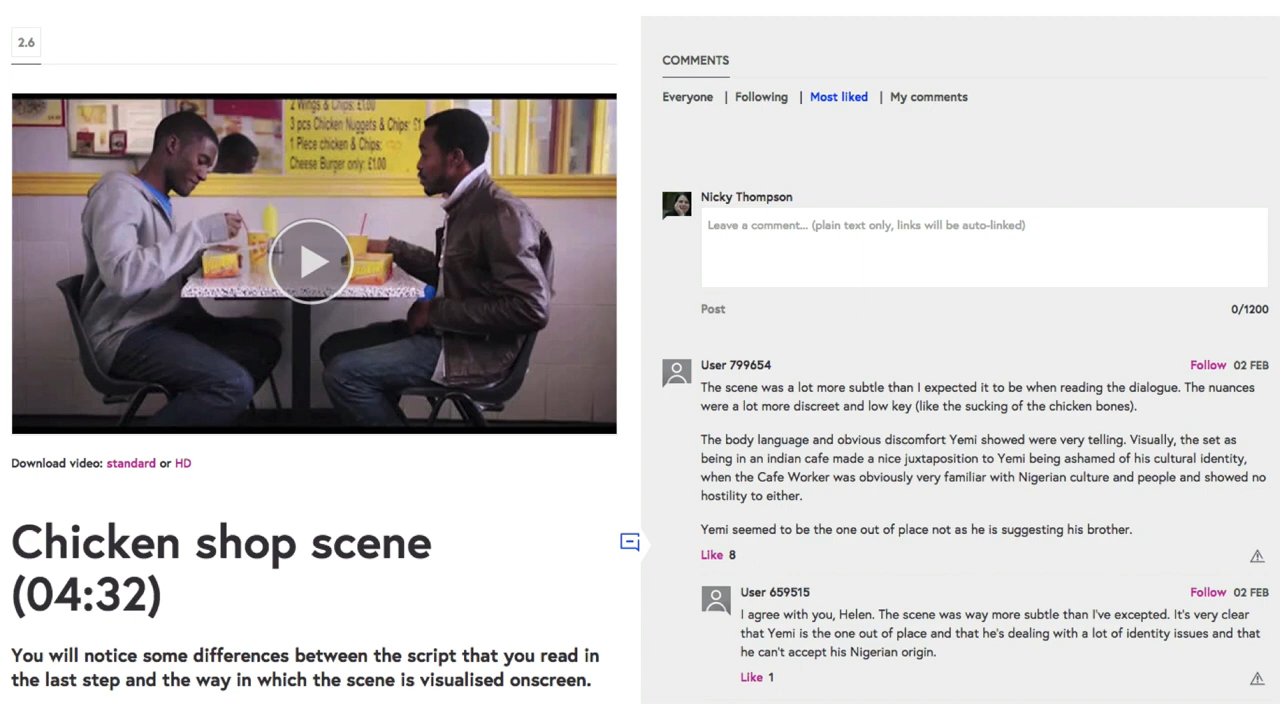 2.6
2 Wings & Chips: £1.00
3 pcs Chicken Nuggets & Chips: £1
1 Piece chicken & Chips:
Cheese Burger only: £1.00
Download video: standard or HD
Chicken shop scene
(04:32)
You will notice some differences between the script that you read in
the last step and the way in which the scene is visualised onscreen.
COMMENTS
Everyone | Following | Most liked | My comments
Nicky Thompson
Leave a comment... (plain text only, links will be auto-linked)
Post 0/1200
User 799654 Follow 02 FEB
The scene was a lot more subtle than I expected it to be when reading the dialogue. The nuances
were a lot more discreet and low key (like the sucking of the chicken bones).
The body language and obvious discomfort Yemi showed were very telling. Visually, the set as
being in an indian cafe made a nice juxtaposition to Yemi being ashamed of his cultural identity,
when the Cafe Worker was obviously very familiar with Nigerian culture and people and showed no
hostility to either.
Yemi seemed to be the one out of place not as he is suggesting his brother.
Like 8
User 659515 Follow 02 FEB
I agree with you, Helen. The scene was way more subtle than I've excepted. It's very clear
that Yemi is the one out of place and that he's dealing with a lot of identity issues and that
he can't accept his Nigerian origin.
Like 1